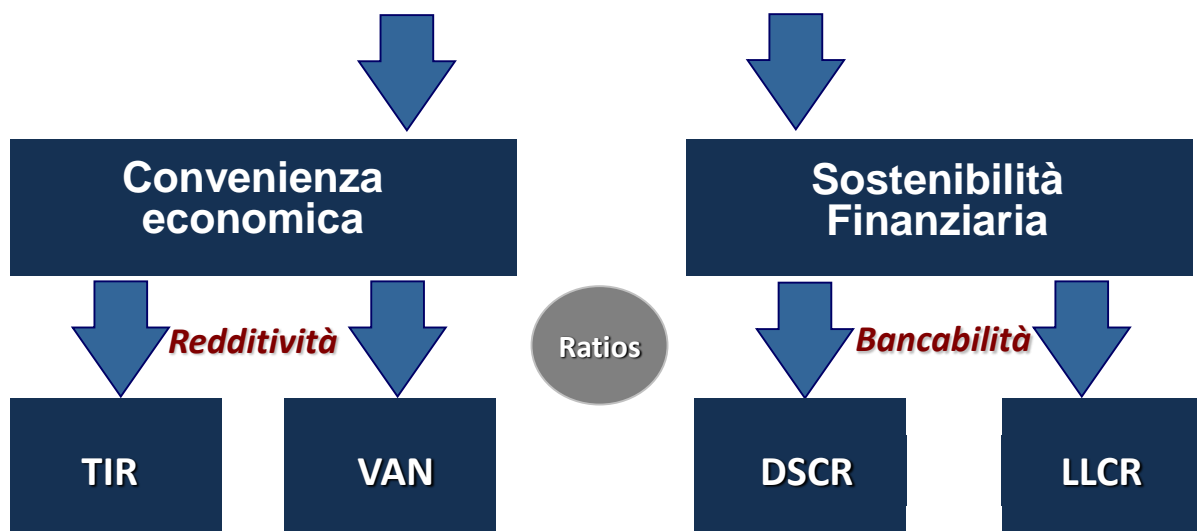 Convenienza
economica
Sostenibilità
Finanziaria
Redditività
Ratios
Bancabilità
TIR
VAN
DSCR
LLCR